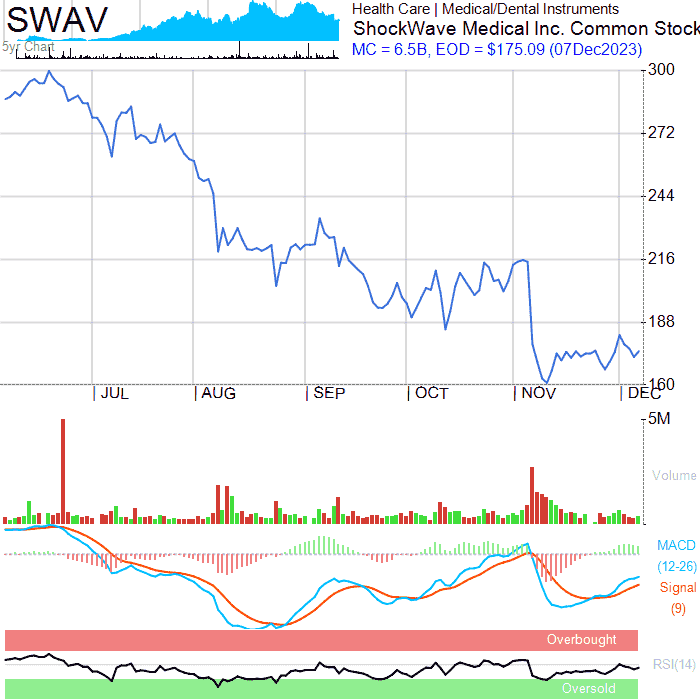 SWAV
5yr Chart
Health Care | Medical/Dental Instruments
ShockWave Medical Inc. Common Stock
MC = 6.5B, EOD = $175.09 (07Dec2023)
300
272
244
216
188
160
JUL AUG SEP OCT NOV DEC
5M
Volume
MACD
(12-26)
Signal
(9)
Overbought
RSI(14)
Oversold